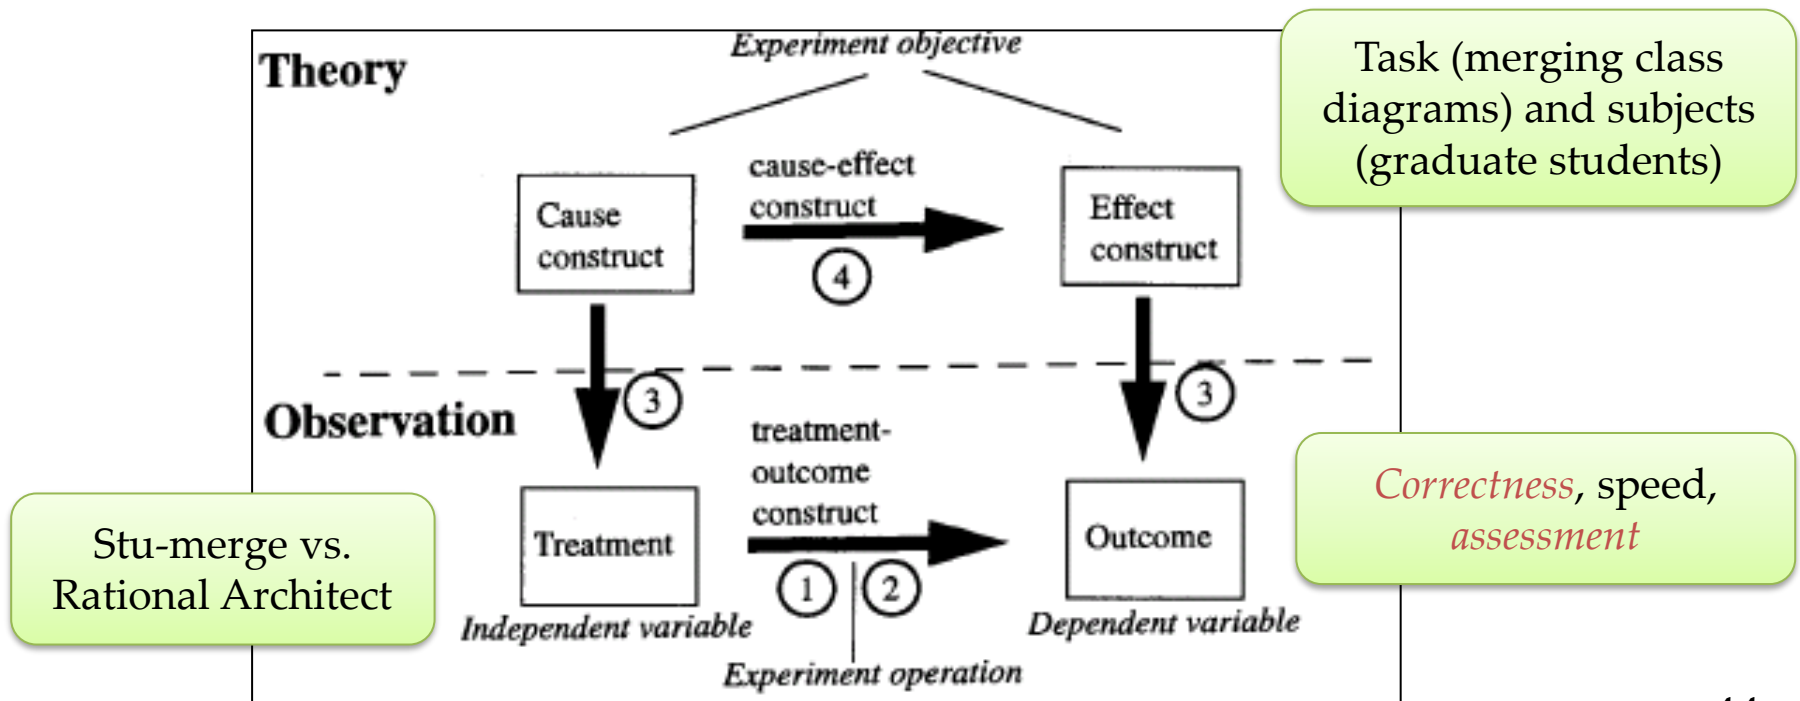 Experiment objective
Theory
Task (merging class
diagrams) and subjects
(graduate students)
cause-effect
construct
Cause
construct
Effect
construct
4
3
3
Observation
treatment-
outcome
construct
Correctness, speed,
assessment
Stu-merge vs.
Rational Architect
Treatment
Outcome
1
2
Independent variable
Dependent variable
Experiment operation